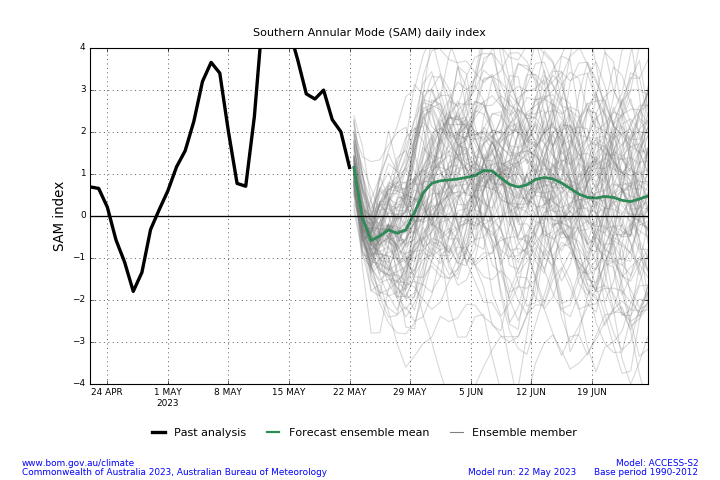 Southern Annular Mode (SAM) daily index
4
3
2
1
0
−1
−2
−3
−4
SAM index
24 APR 1 MAY 8 MAY 15 MAY 22 MAY 29 MAY 5 JUN 12 JUN 19 JUN
2023
Past analysis Forecast ensemble mean Ensemble member
www.bom.gov.au/climate Model: ACCESS-S2
Commonwealth of Australia 2023, Australian Bureau of Meteorology Model run: 22 May 2023 Base period 1990-2012